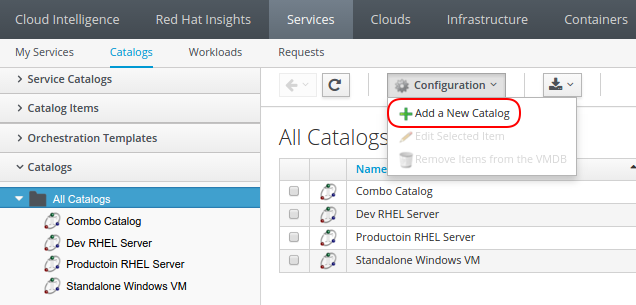 Cloud Intelligence Red Hat Insights Services Clouds Infrastructure Containers
My Services Catalogs Workloads Requests
Service Catalogs
Catalog Items
Orchestration Templates
Catalogs
All Catalogs
Combo Catalog
Dev RHEL Server
Productoin RHEL Server
Standalone Windows VM
Configuration
Add a New Catalog
Edit Selected Item
Remove Items from the VMDB
All Catalogs
Name
Combo Catalog
Dev RHEL Server
Productoin RHEL Server
Standalone Windows VM